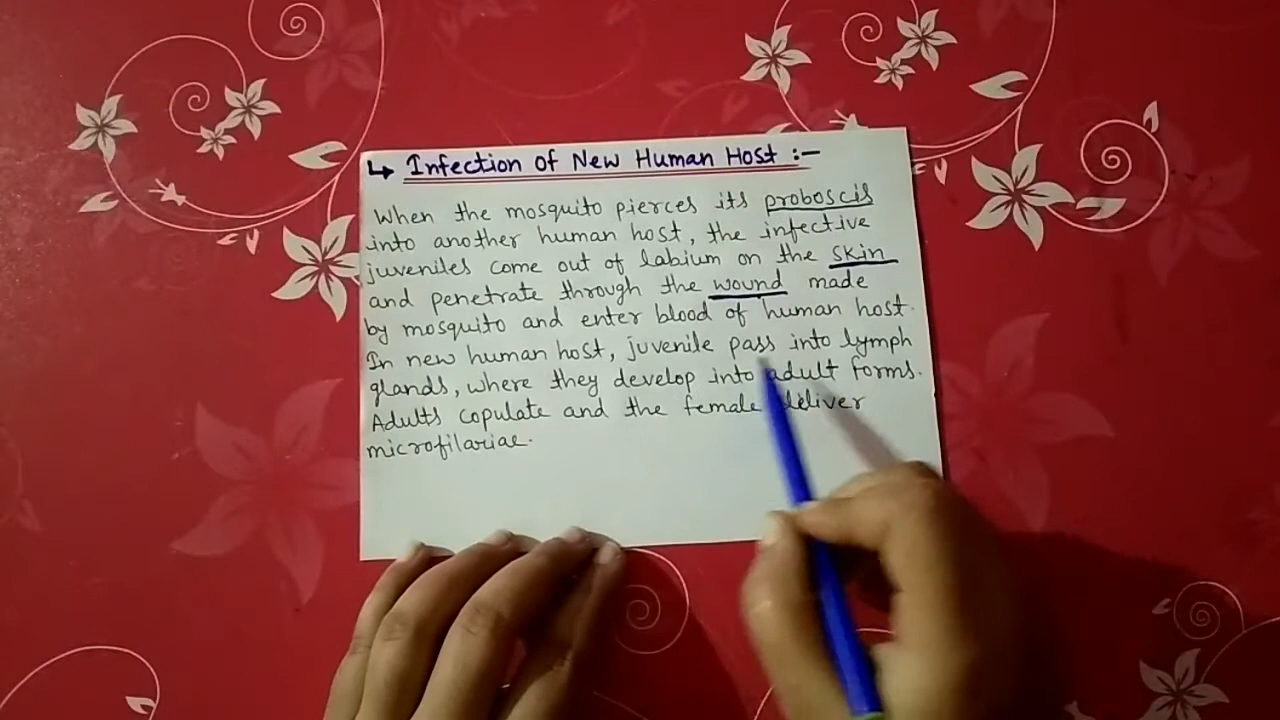 ↳ Infection of New Human Host :-
When the mosquito pierces its proboscis
into another human host, the infective
juveniles come out of labium on the skin
and penetrate through the wound made
by mosquito and enter blood of human host.
In new human host, juvenile pass into lymph
glands, where they develop into adult forms.
Adults copulate and the female deliver
microfilariae.